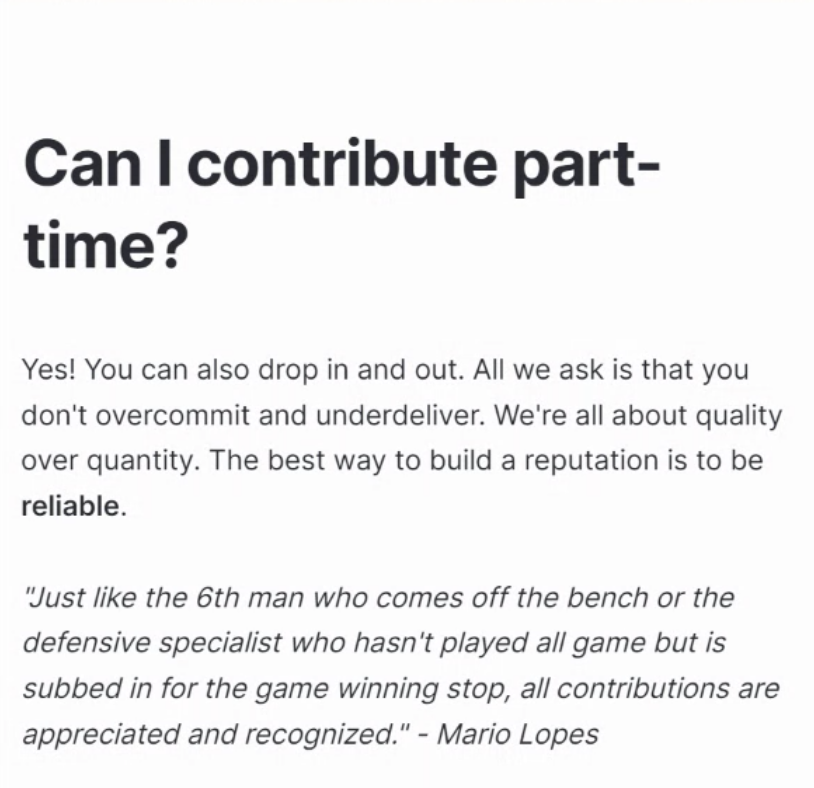 Can I contribute part-
time?
Yes! You can also drop in and out. All we ask is that you
don't overcommit and underdeliver. We're all about quality
over quantity. The best way to build a reputation is to be
reliable.
"Just like the 6th man who comes off the bench or the
defensive specialist who hasn't played all game but is
subbed in for the game winning stop, all contributions are
appreciated and recognized." - Mario Lopes